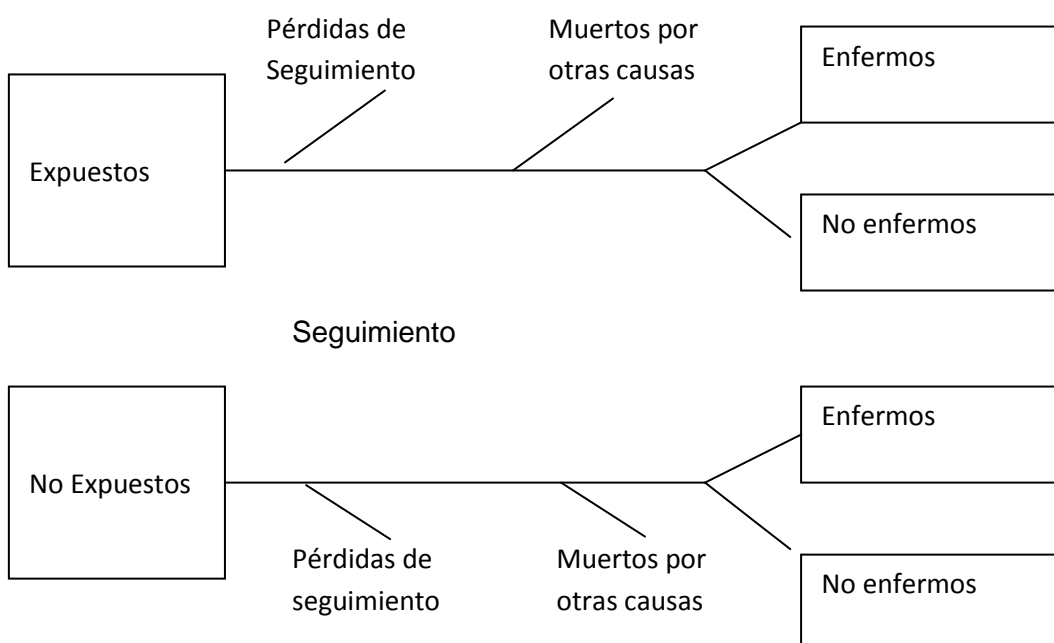 Pérdidas de
Seguimiento
Muertos por
otras causas
Enfermos
Expuestos
No enfermos
Seguimiento
Enfermos
No Expuestos
Pérdidas de
seguimiento
Muertos por
otras causas
No enfermos